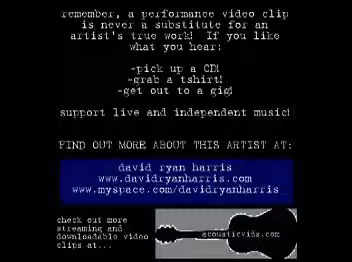 remember, a performance video clip
is never a substitute for an
artist's true work! If you like
what you hear:
-pick up a CD!
-grab a tshirt!
-get out to a gig!
support live and independent music!
FIND OUT MORE ABOUT THIS ARTIST AT:
david ryan harris
www.davidryanharris.com
www.myspace.com/davidryanharris
check out more
streaming and
downloadable video
clips at...
acousticvids.com